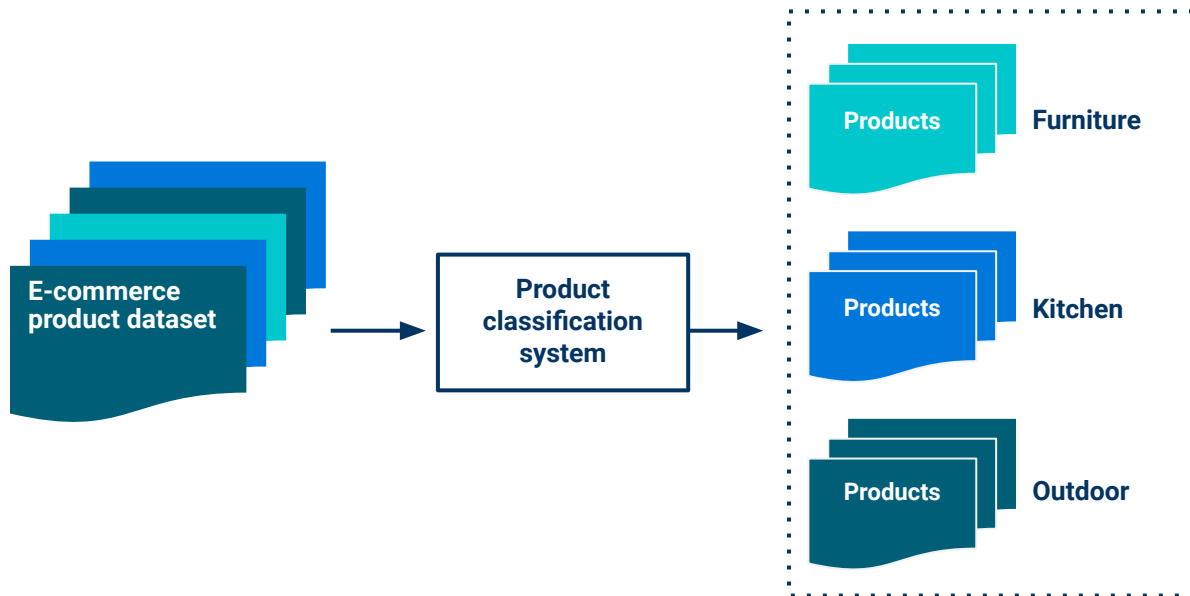 E-commerce
product dataset
Product
classification
system
Products
Furniture
Products
Kitchen
Products
Outdoor